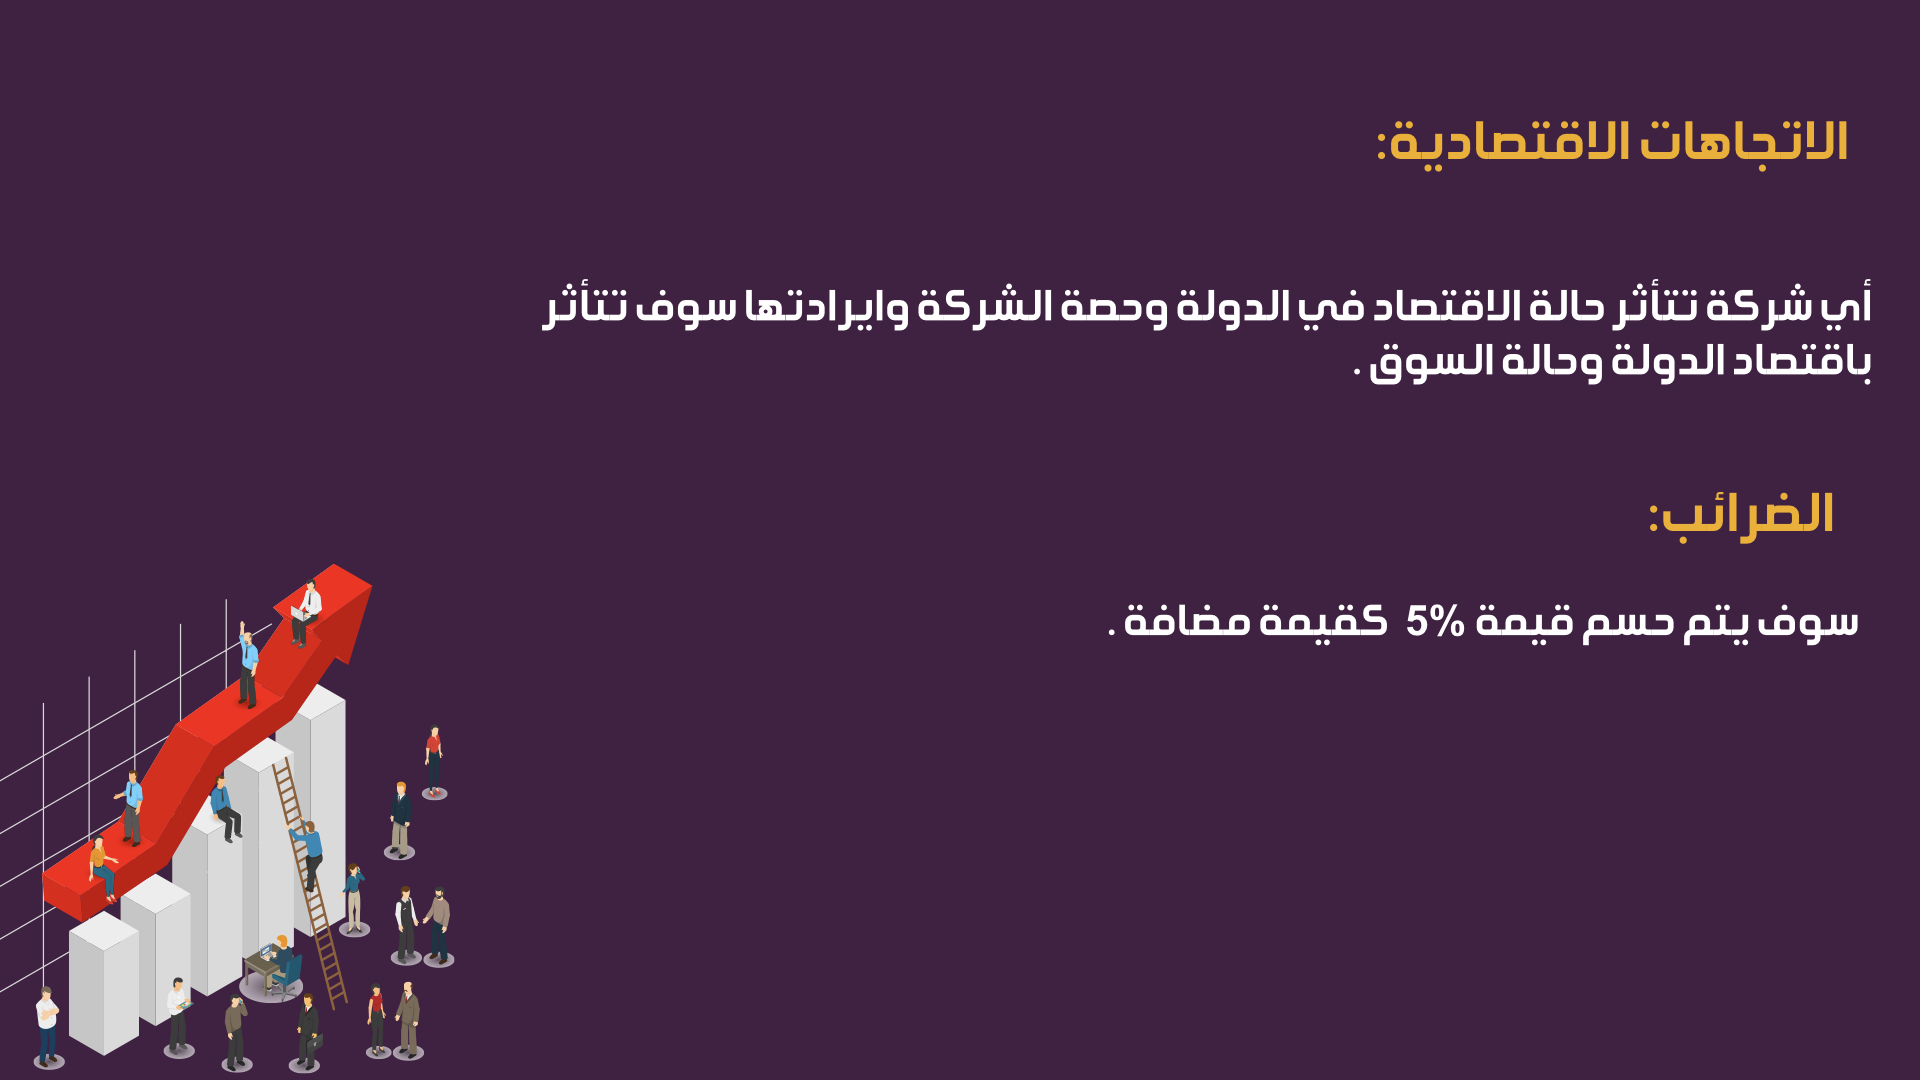 الاتجاهات الاقتصادية:
أي شركة تتأثر حالة الاقتصاد في الدولة وحصة الشركة وايرادتها سوف تتأثر
باقتصاد الدولة وحالة السوق .
الضرائب:
سوف يتم حسم قيمة 5% كقيمة مضافة .